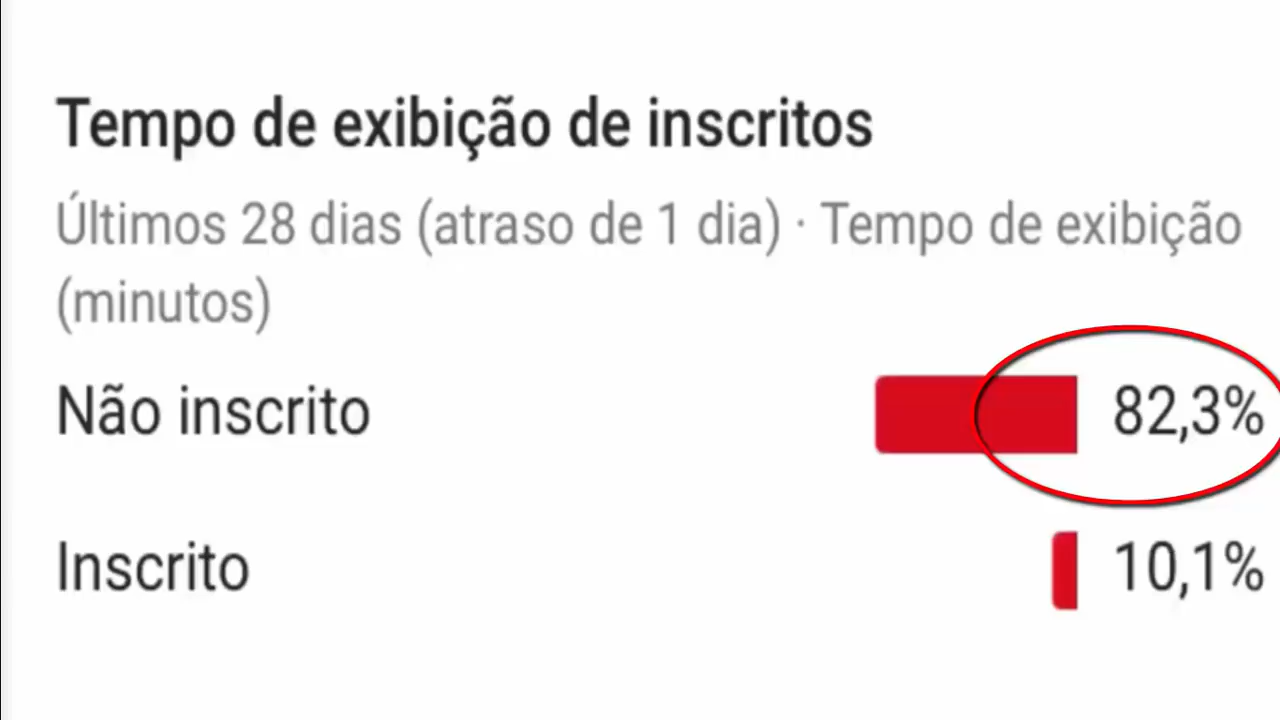 Tempo de exibição de inscritos
Últimos 28 dias (atraso de 1 dia) · Tempo de exibição
(minutos)
Não inscrito 82,3%
Inscrito 10,1%